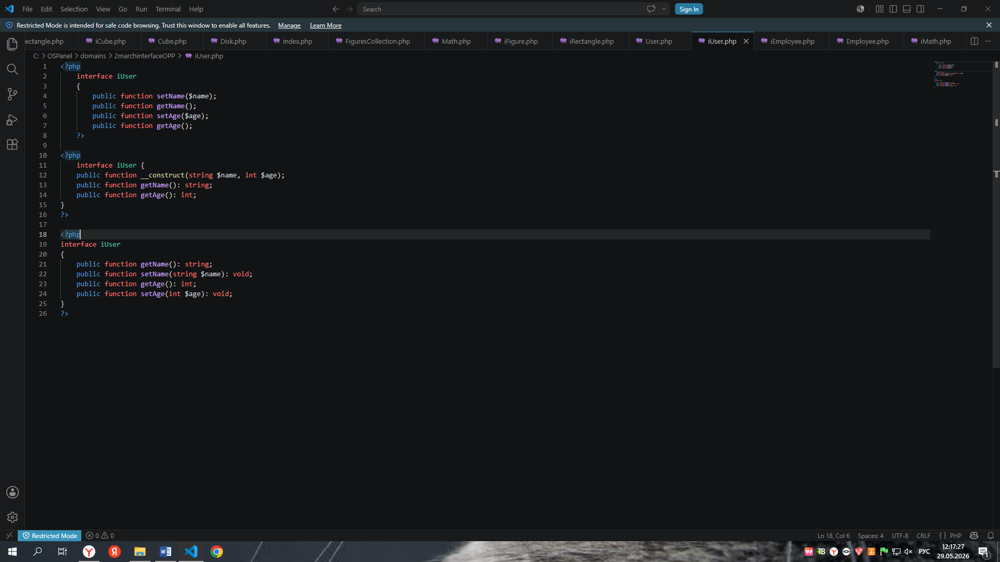 File Edit Selection View Go Run Terminal Help Search Sign In
Restricted Mode is intended for safe code browsing. Trust this window to enable all features. Manage Learn More
ectangle.php iCube.php Cube.php Disk.php index.php FiguresCollection.php Math.php iFigure.php iRectangle.php User.php iUser.php iEmployee.php Employee.php iMath.php
C: > OSPanel > domains > 2marchinterfaceOPP > iUser.php
1 <?php
2 interface iUser
3 {
4 public function setName($name);
5 public function getName();
6 public function setAge($age);
7 public function getAge();
8 ?>
9
10 <?php
11 interface iUser {
12 public function __construct(string $name, int $age);
13 public function getName(): string;
14 public function getAge(): int;
15 }
16 ?>
17
18 <?php
19 interface iUser
20 {
21 public function getName(): string;
22 public function setName(string $name): void;
23 public function getAge(): int;
24 public function setAge(int $age): void;
25 }
26 ?>
Restricted Mode 0 0 Ln 18, Col 6 Spaces: 4 UTF-8 CRLF { } PHP
РУС 12:17:27
29.05.2026 1